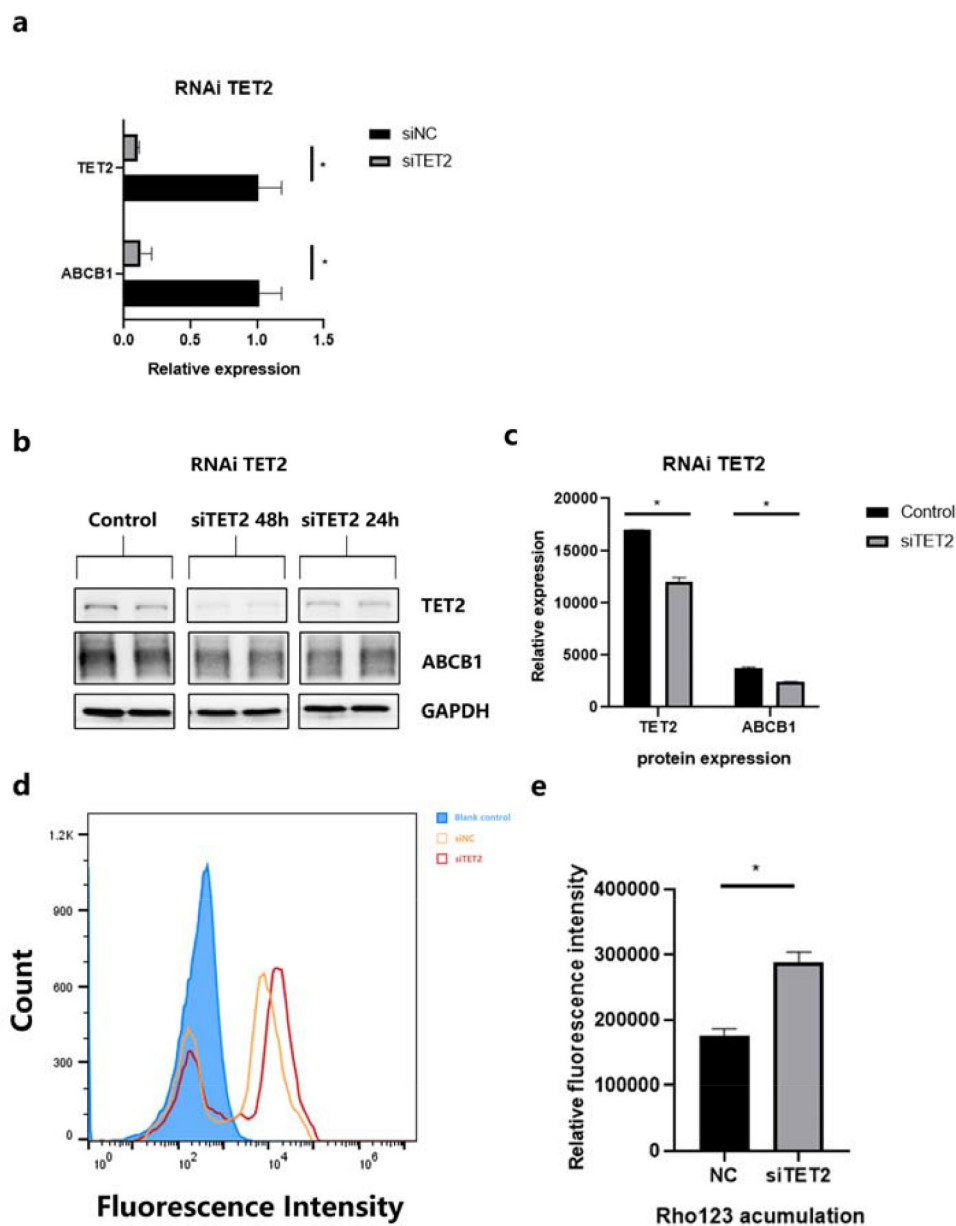 a
RNAi TET2
siNC
siTET2
TET2
*
ABCB1
*
0.0 0.5 1.0 1.5
Relative expression
b
RNAi TET2
Control siTET2 48h siTET2 24h
TET2
ABCB1
GAPDH
c
RNAi TET2
Control
siTET2
* *
20000
15000
10000
5000
0
Relative expression
TET2 ABCB1
protein expression
d
Blank control
siNC
siTET2
1.2K
900
600
300
0
Count
10^0 10^2 10^4 10^6
Fluorescence Intensity
e
*
400000
300000
200000
100000
0
Relative fluorescence intensity
NC siTET2
Rho123 acumulation